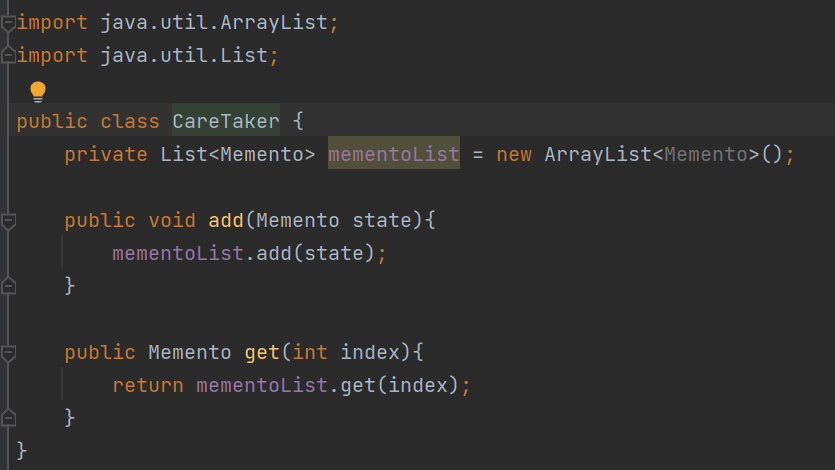 import java.util.ArrayList;
import java.util.List;
public class CareTaker {
    private List<Memento> mementoList = new ArrayList<Memento>();
    public void add(Memento state){
        mementoList.add(state);
    }
    public Memento get(int index){
        return mementoList.get(index);
    }
}